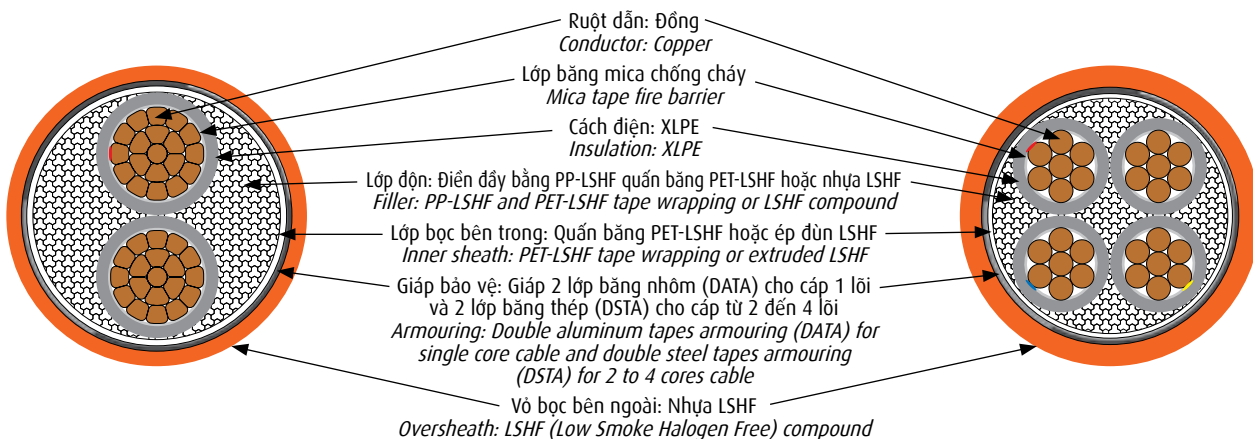 Ruột dẫn: Đồng
Conductor: Copper
Lớp băng mica chống cháy
Mica tape fire barrier
Cách điện: XLPE
Insulation: XLPE
Lớp độn: Điền đầy bằng PP-LSHF quấn băng PET-LSHF hoặc nhựa LSHF
Filler: PP-LSHF and PET-LSHF tape wrapping or LSHF compound
Lớp bọc bên trong: Quấn băng PET-LSHF hoặc ép đùn LSHF
Inner sheath: PET-LSHF tape wrapping or extruded LSHF
Giáp bảo vệ: Giáp 2 lớp băng nhôm (DATA) cho cáp 1 lõi
và 2 lớp băng thép (DSTA) cho cáp từ 2 đến 4 lõi
Armouring: Double aluminum tapes armouring (DATA) for
single core cable and double steel tapes armouring
(DSTA) for 2 to 4 cores cable
Vỏ bọc bên ngoài: Nhựa LSHF
Oversheath: LSHF (Low Smoke Halogen Free) compound